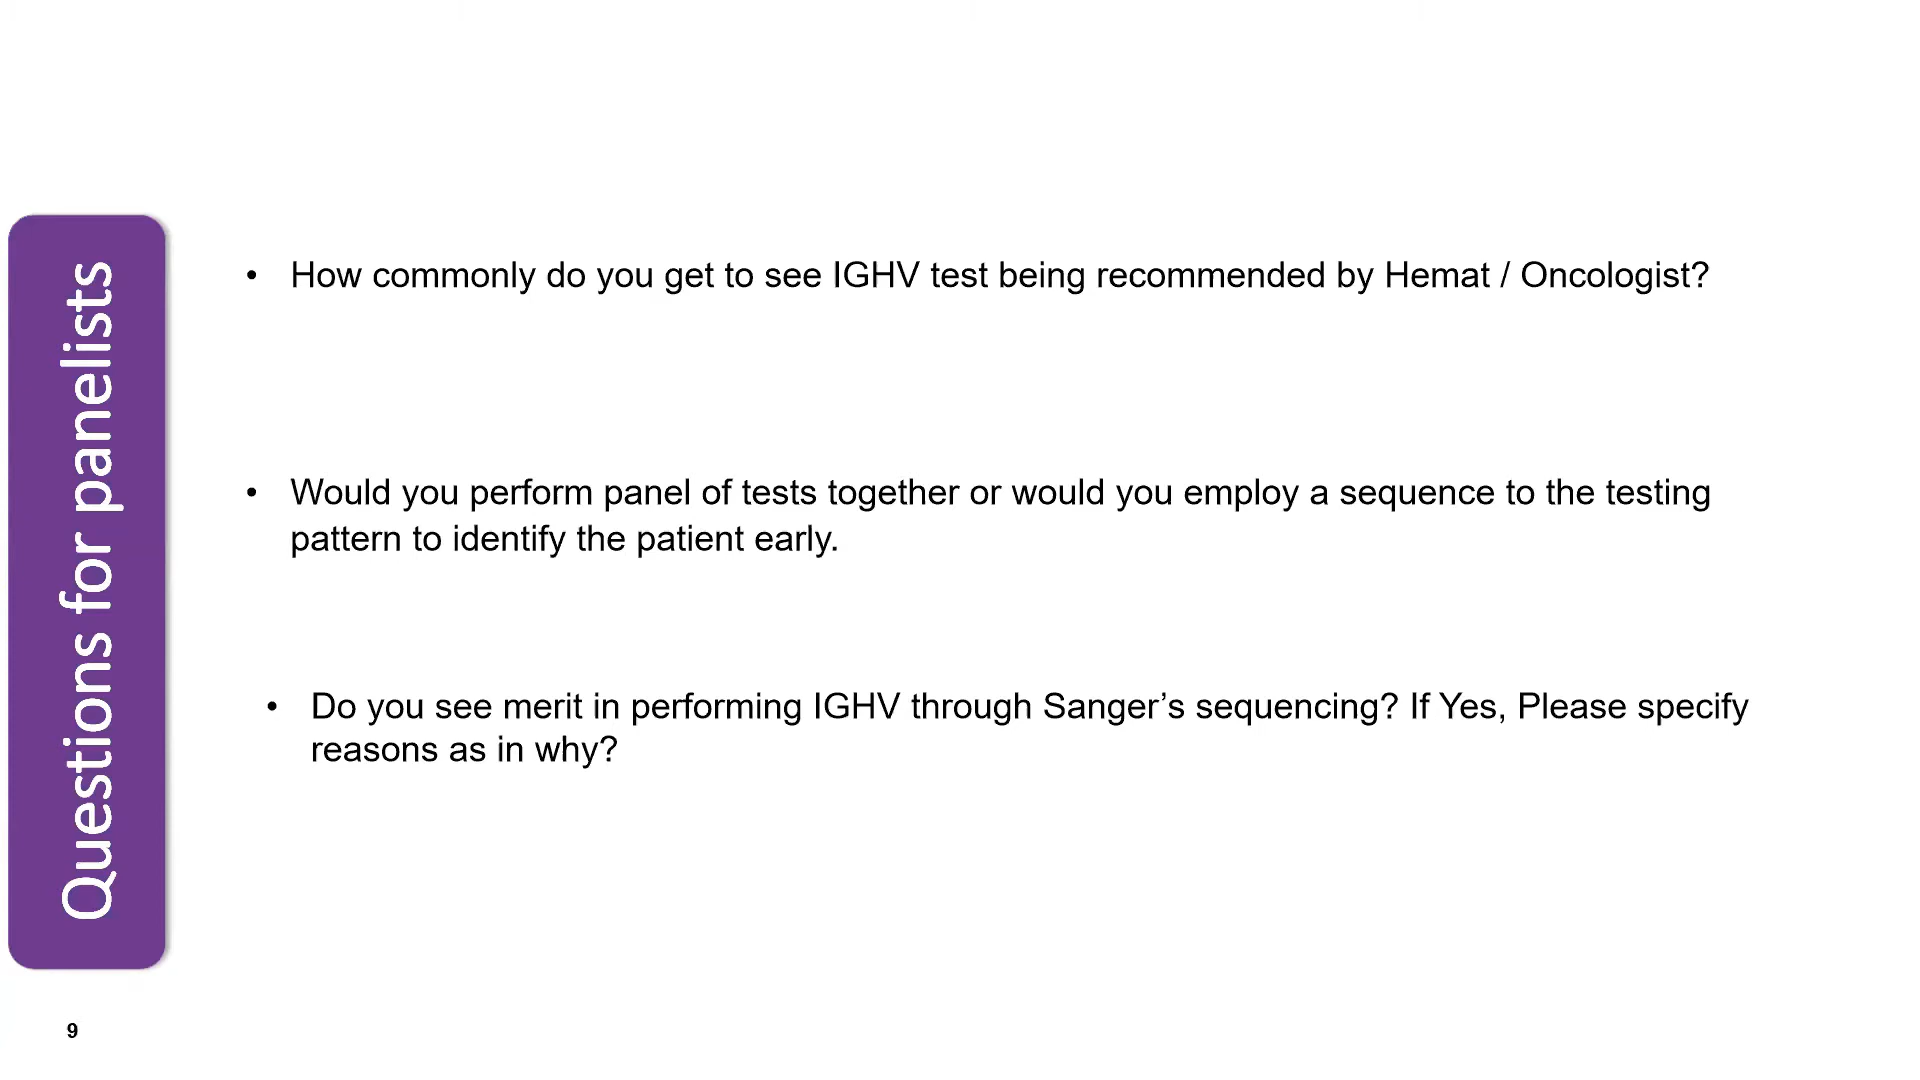 Questions for panelists
• How commonly do you get to see IGHV test being recommended by Hemat / Oncologist?
• Would you perform panel of tests together or would you employ a sequence to the testing
pattern to identify the patient early.
• Do you see merit in performing IGHV through Sanger’s sequencing? If Yes, Please specify
reasons as in why?
9